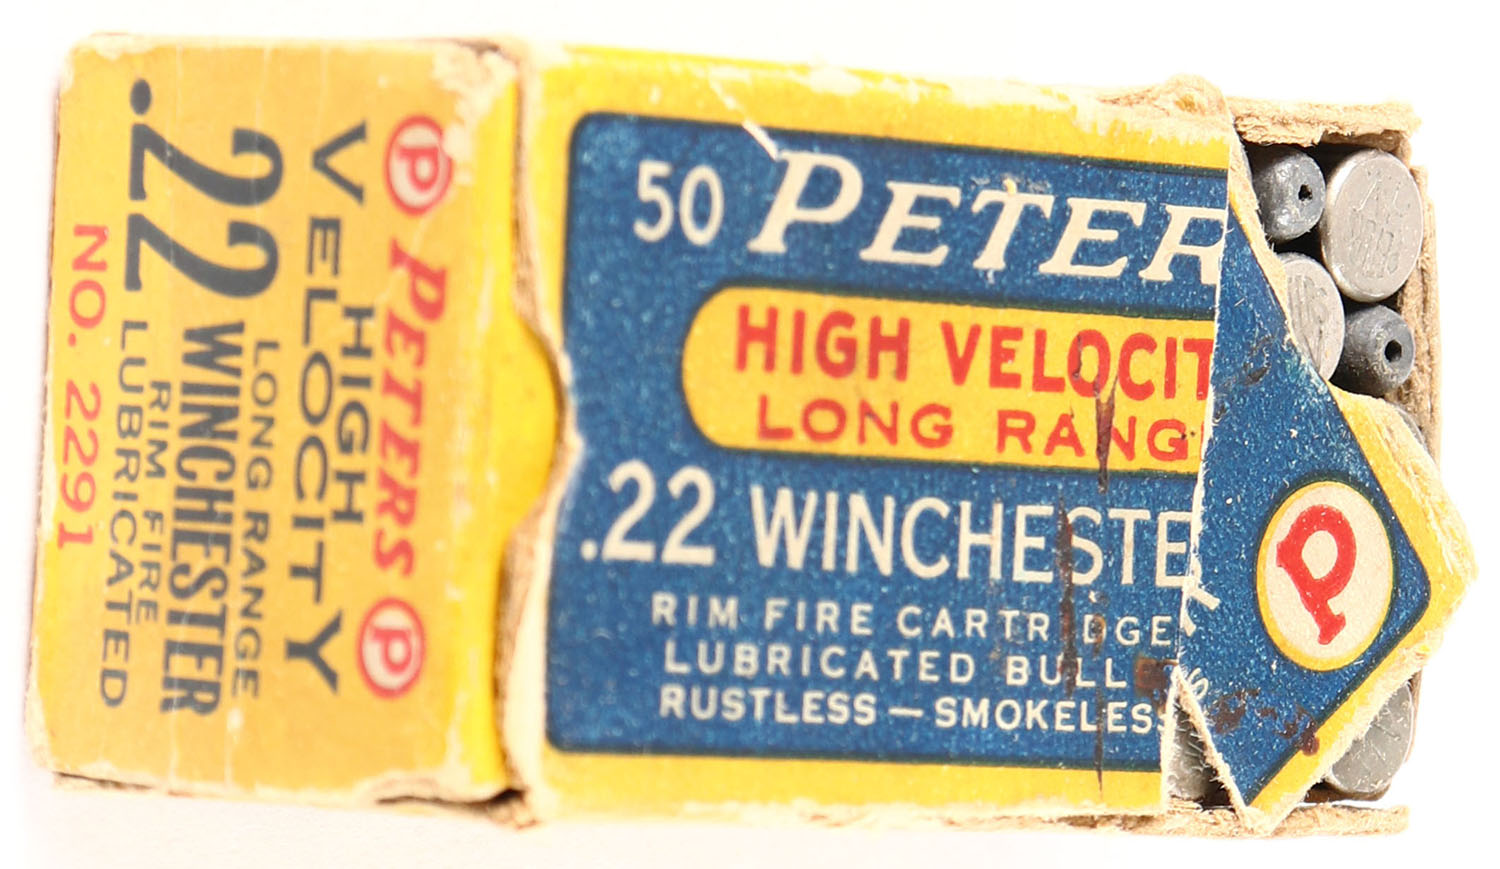 P PETERS P
HIGH
VELOCITY
LONG RANGE
.22 WINCHESTER
RIM FIRE
LUBRICATED
NO. 2291
50 PETER
HIGH VELOCIT
LONG RANG
.22 WINCHESTE
RIM FIRE CARTRIDGE
LUBRICATED BULL
RUSTLESS — SMOKELESS
P